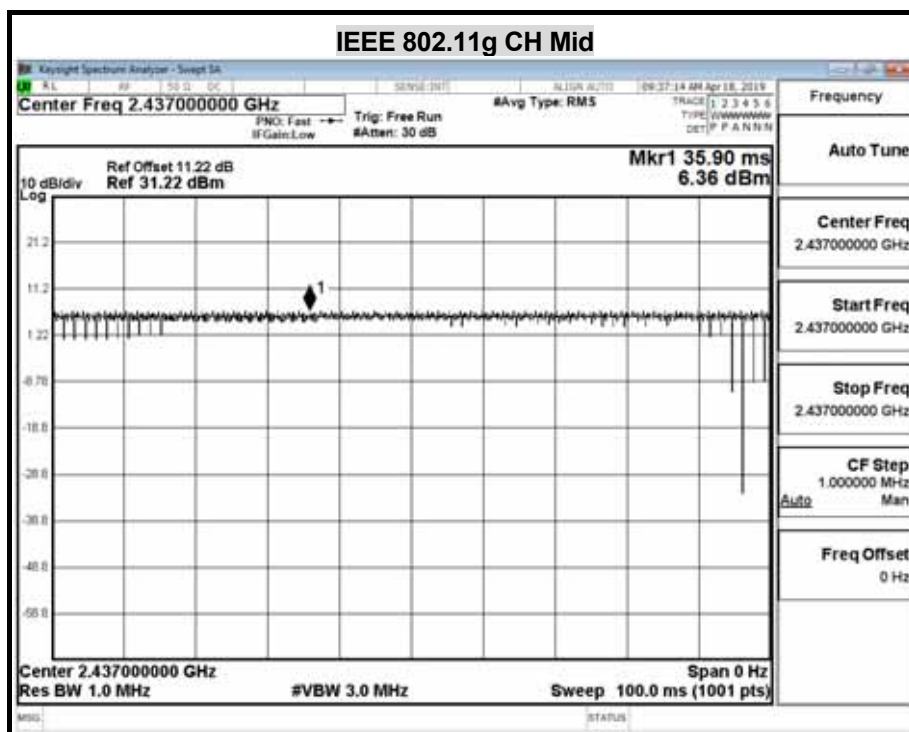 IEEE 802.11g CH Mid
Keysight Spectrum Analyzer - Swept SA
RL RF 50 Ω DC SENSE:INT ALIGN AUTO 09:37:14 AM Apr 18, 2019
Center Freq 2.437000000 GHz
PNO: Fast
IFGain:Low
Trig: Free Run
#Atten: 30 dB
#Avg Type: RMS
TRACE 1 2 3 4 5 6
TYPE WWWWWW
DET P P A N N N
Frequency
Auto Tune
Center Freq
2.437000000 GHz
Start Freq
2.437000000 GHz
Stop Freq
2.437000000 GHz
CF Step
1.000000 MHz
Auto Man
Freq Offset
0 Hz
Mkr1 35.90 ms
6.36 dBm
Ref Offset 11.22 dB
10 dB/div Ref 31.22 dBm
Log
21.2
11.2
1
1.22
-8.78
-18.8
-28.8
-38.8
-48.8
-58.8
Center 2.437000000 GHz Span 0 Hz
Res BW 1.0 MHz #VBW 3.0 MHz Sweep 100.0 ms (1001 pts)
MSG STATUS